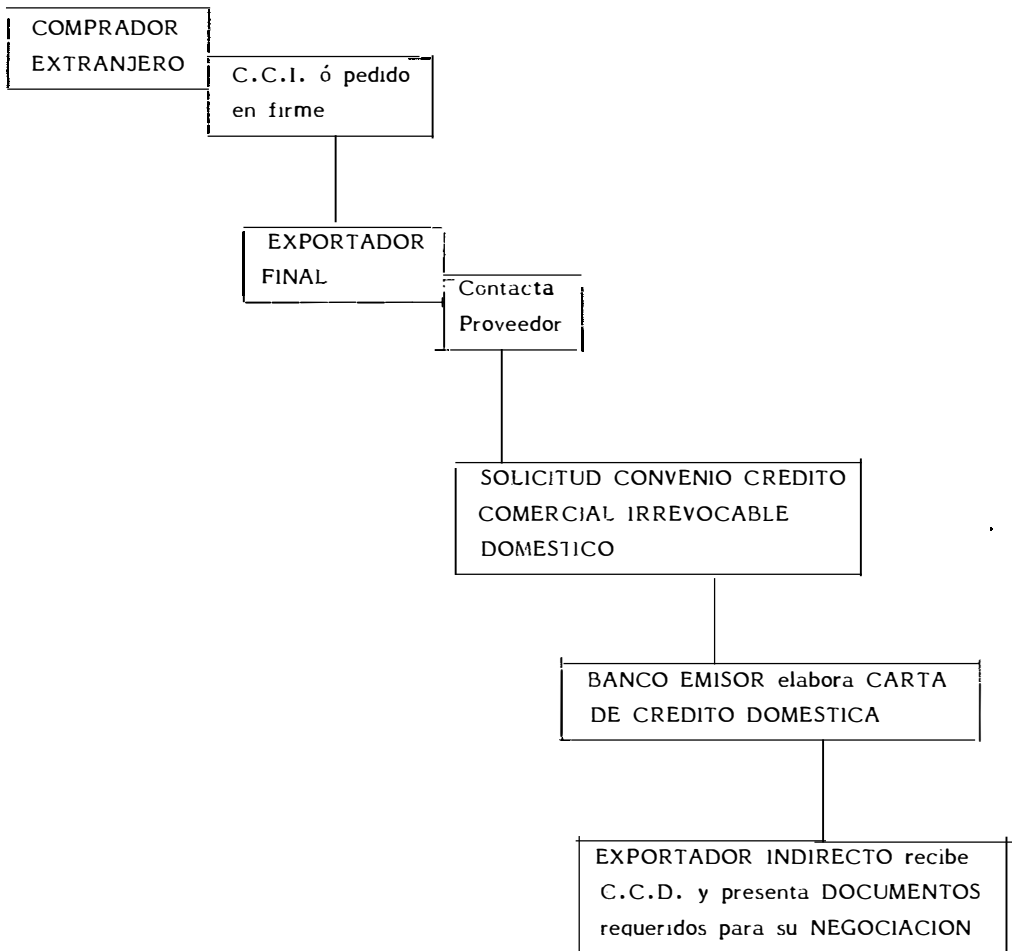 COMPRADOR
EXTRANJERO
C.C.I. ó pedido
en firme
EXPORTADOR
FINAL
Contacta
Proveedor
SOLICITUD CONVENIO CREDITO
COMERCIAL IRREVOCABLE
DOMESTICO
BANCO EMISOR elabora CARTA
DE CREDITO DOMESTICA
EXPORTADOR INDIRECTO recibe
C.C.D. y presenta DOCUMENTOS
requeridos para su NEGOCIACION